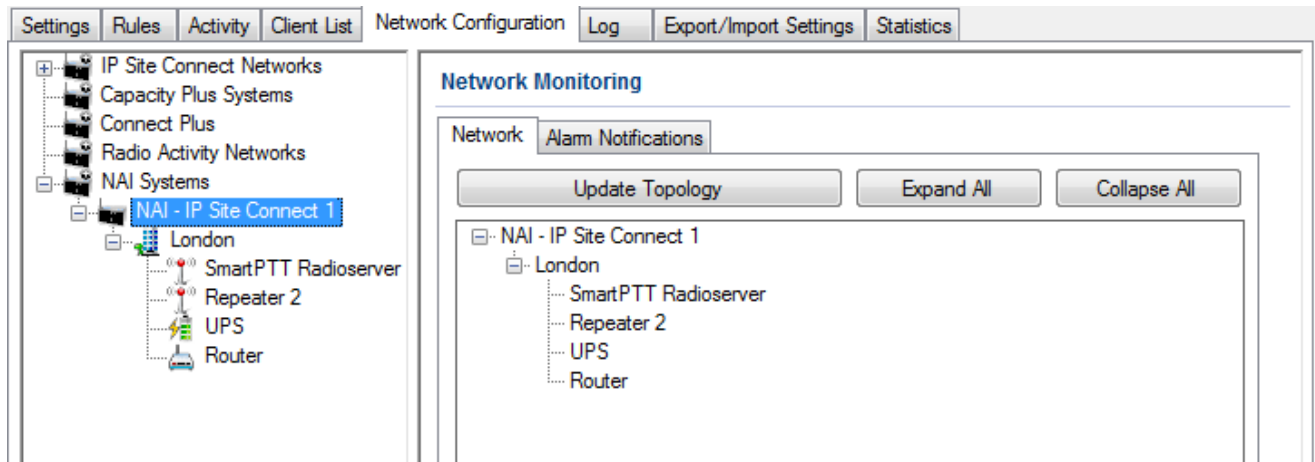 Settings Rules Activity Client List Network Configuration Log Export/Import Settings Statistics
IP Site Connect Networks
Capacity Plus Systems
Connect Plus
Radio Activity Networks
NAI Systems
NAI - IP Site Connect 1
London
SmartPTT Radioserver
Repeater 2
UPS
Router
Network Monitoring
Network Alarm Notifications
Update Topology Expand All Collapse All
NAI - IP Site Connect 1
London
SmartPTT Radioserver
Repeater 2
UPS
Router